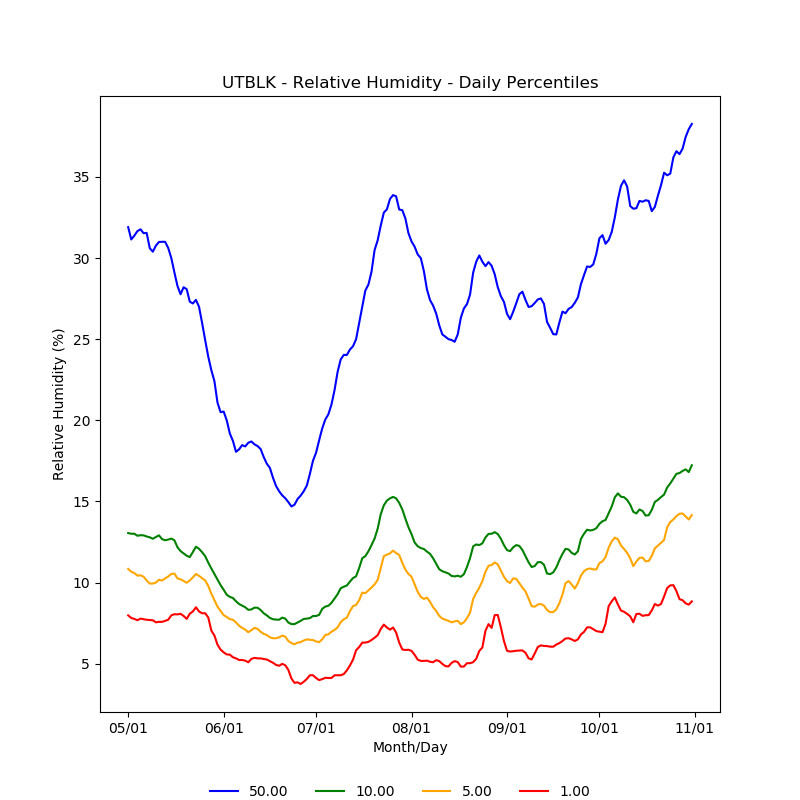 UTBLK - Relative Humidity - Daily Percentiles
Relative Humidity (%)
35
30
25
20
15
10
5
05/01 06/01 07/01 08/01 09/01 10/01 11/01
Month/Day
50.00 10.00 5.00 1.00